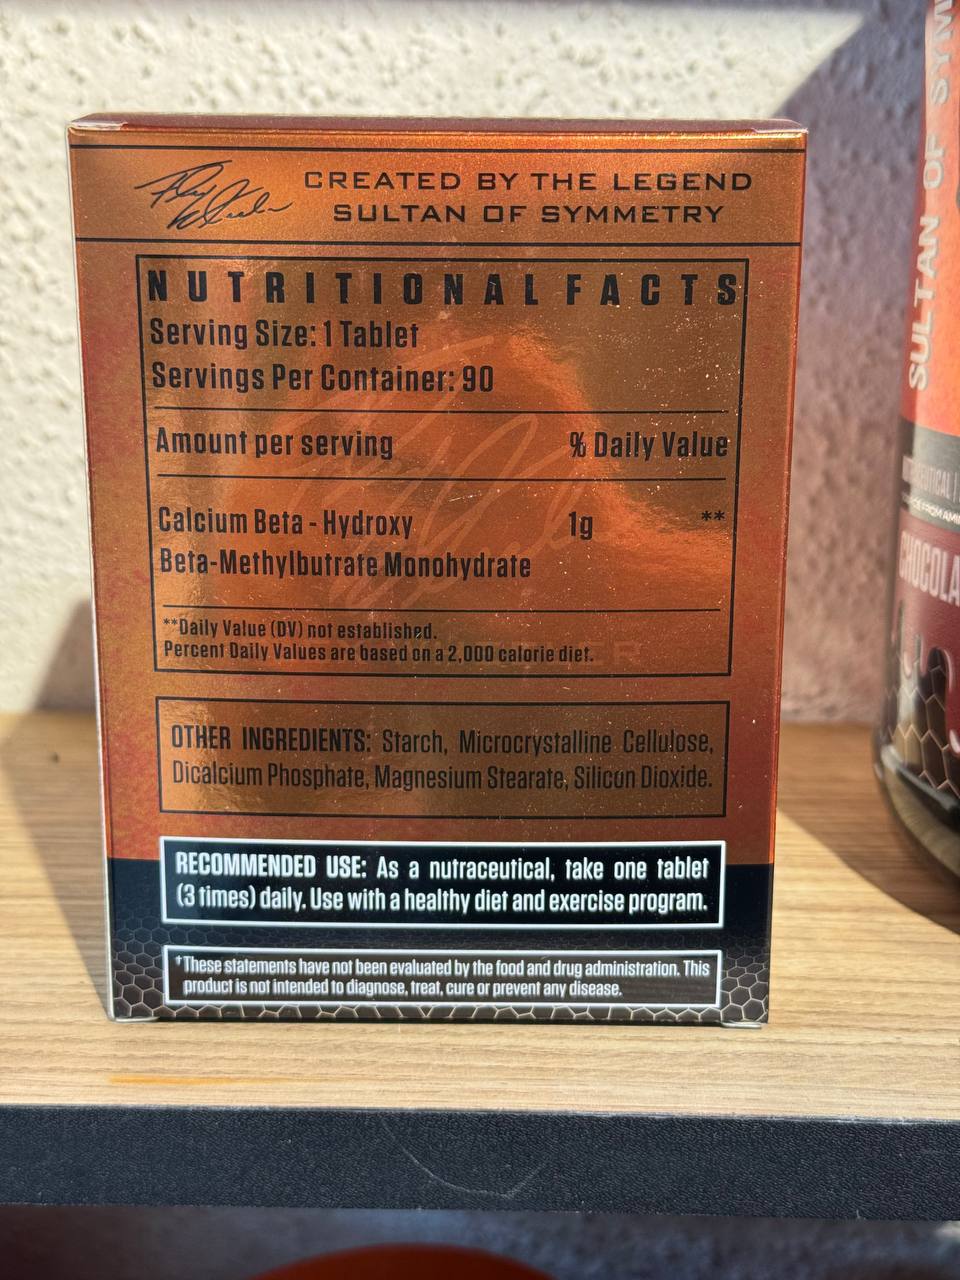 CREATED BY THE LEGEND
SULTAN OF SYMMETRY
NUTRITIONAL FACTS
Serving Size: 1 Tablet
Servings Per Container: 90
Amount per serving % Daily Value
Calcium Beta - Hydroxy 1g **
Beta-Methylbutrate Monohydrate
**Daily Value (DV) not established.
Percent Daily Values are based on a 2,000 calorie diet.
OTHER INGREDIENTS: Starch, Microcrystalline Cellulose,
Dicalcium Phosphate, Magnesium Stearate, Silicon Dioxide.
RECOMMENDED USE: As a nutraceutical, take one tablet
(3 times) daily. Use with a healthy diet and exercise program.
†These statements have not been evaluated by the food and drug administration. This
product is not intended to diagnose, treat, cure or prevent any disease.
SULTAN OF